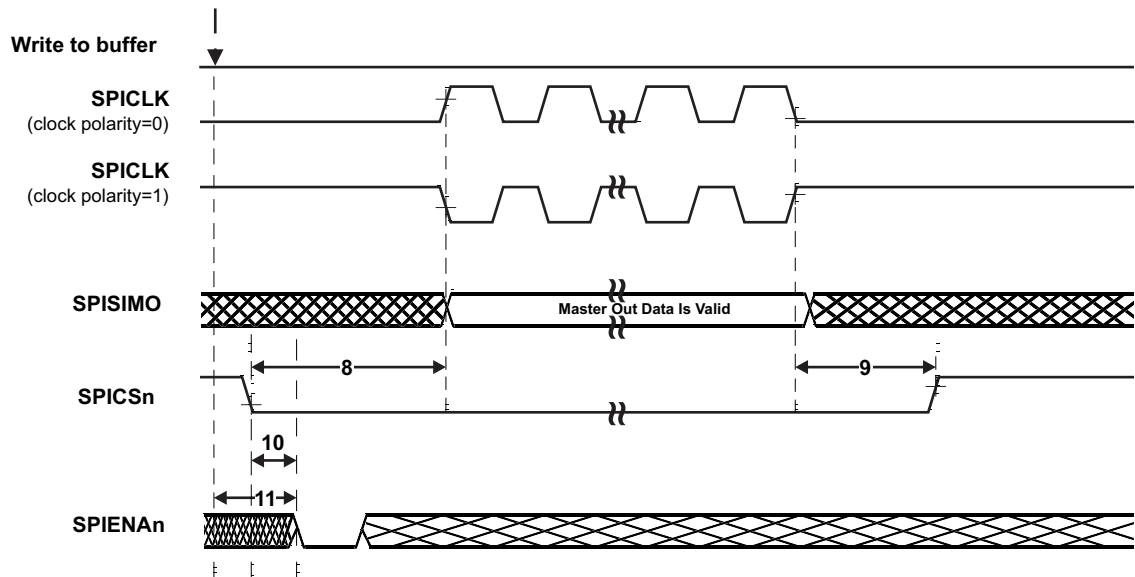 Write to buffer
SPICLK
(clock polarity=0)
SPICLK
(clock polarity=1)
SPISIMO
Master Out Data Is Valid
8
9
SPICSn
10
11
SPIENAn